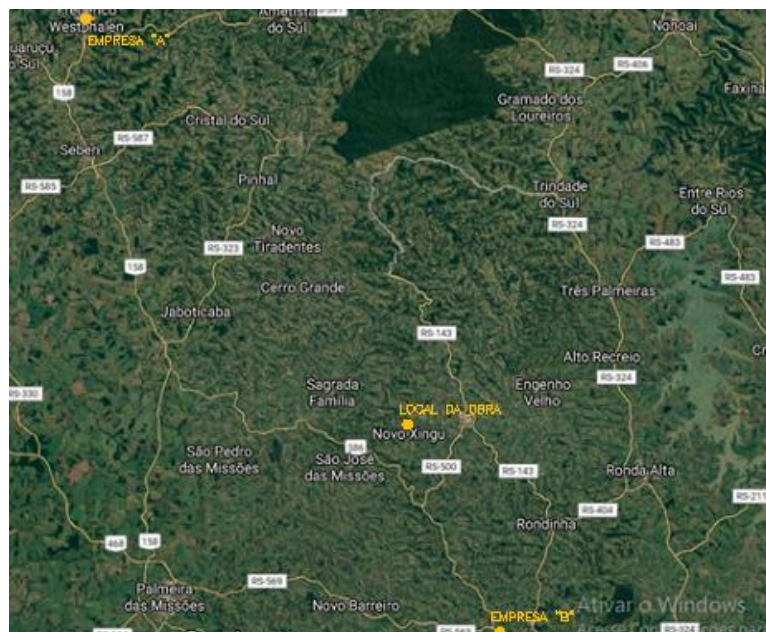 Westphalen
EMPRESA "A"
do Sul
Nonoai
RS-324
RS-406
158
Gramado dos
Loureiros
Cristal do Sul
RS-587
Seberi
RS-585
Pinhal
Trindade
do Sul
Entre Rios
do Sul
RS-324
Novo
Tiradentes
RS-323
RS-483
158
RS-483
Cerro Grande
Três Palmeiras
Jaboticaba
RS-143
Alto Recreio
RS-324
Sagrada
Família
Engenho
Velho
LOCAL DA OBRA
Novo Xingu
386
São Pedro
das Missões
São José
das Missões
RS-500
RS-143
Ronda Alta
RS-404
Rondinha
468
158
RS-569
Palmeira
das Missões
Novo Barreiro
EMPRESA "B"
Ativar o Windows
RS-324